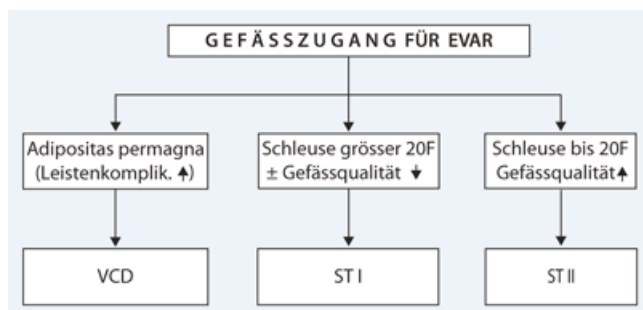 GEFÄSSZUGANG FÜR EVAR
Adipositas permagna
(Leistenkomplik. ↑)
Schleuse grösser 20F
± Gefässqualität ↓
Schleuse bis 20F
Gefässqualität ↑
VCD
ST I
ST II